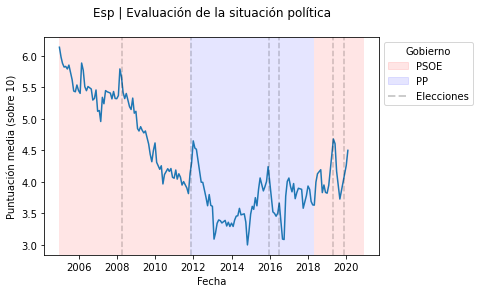 Esp | Evaluación de la situación política
Puntuación media (sobre 10)
6.0
5.5
5.0
4.5
4.0
3.5
3.0
2006
2008
2010
2012
2014
2016
2018
2020
Fecha
Gobierno
PSOE
PP
Elecciones